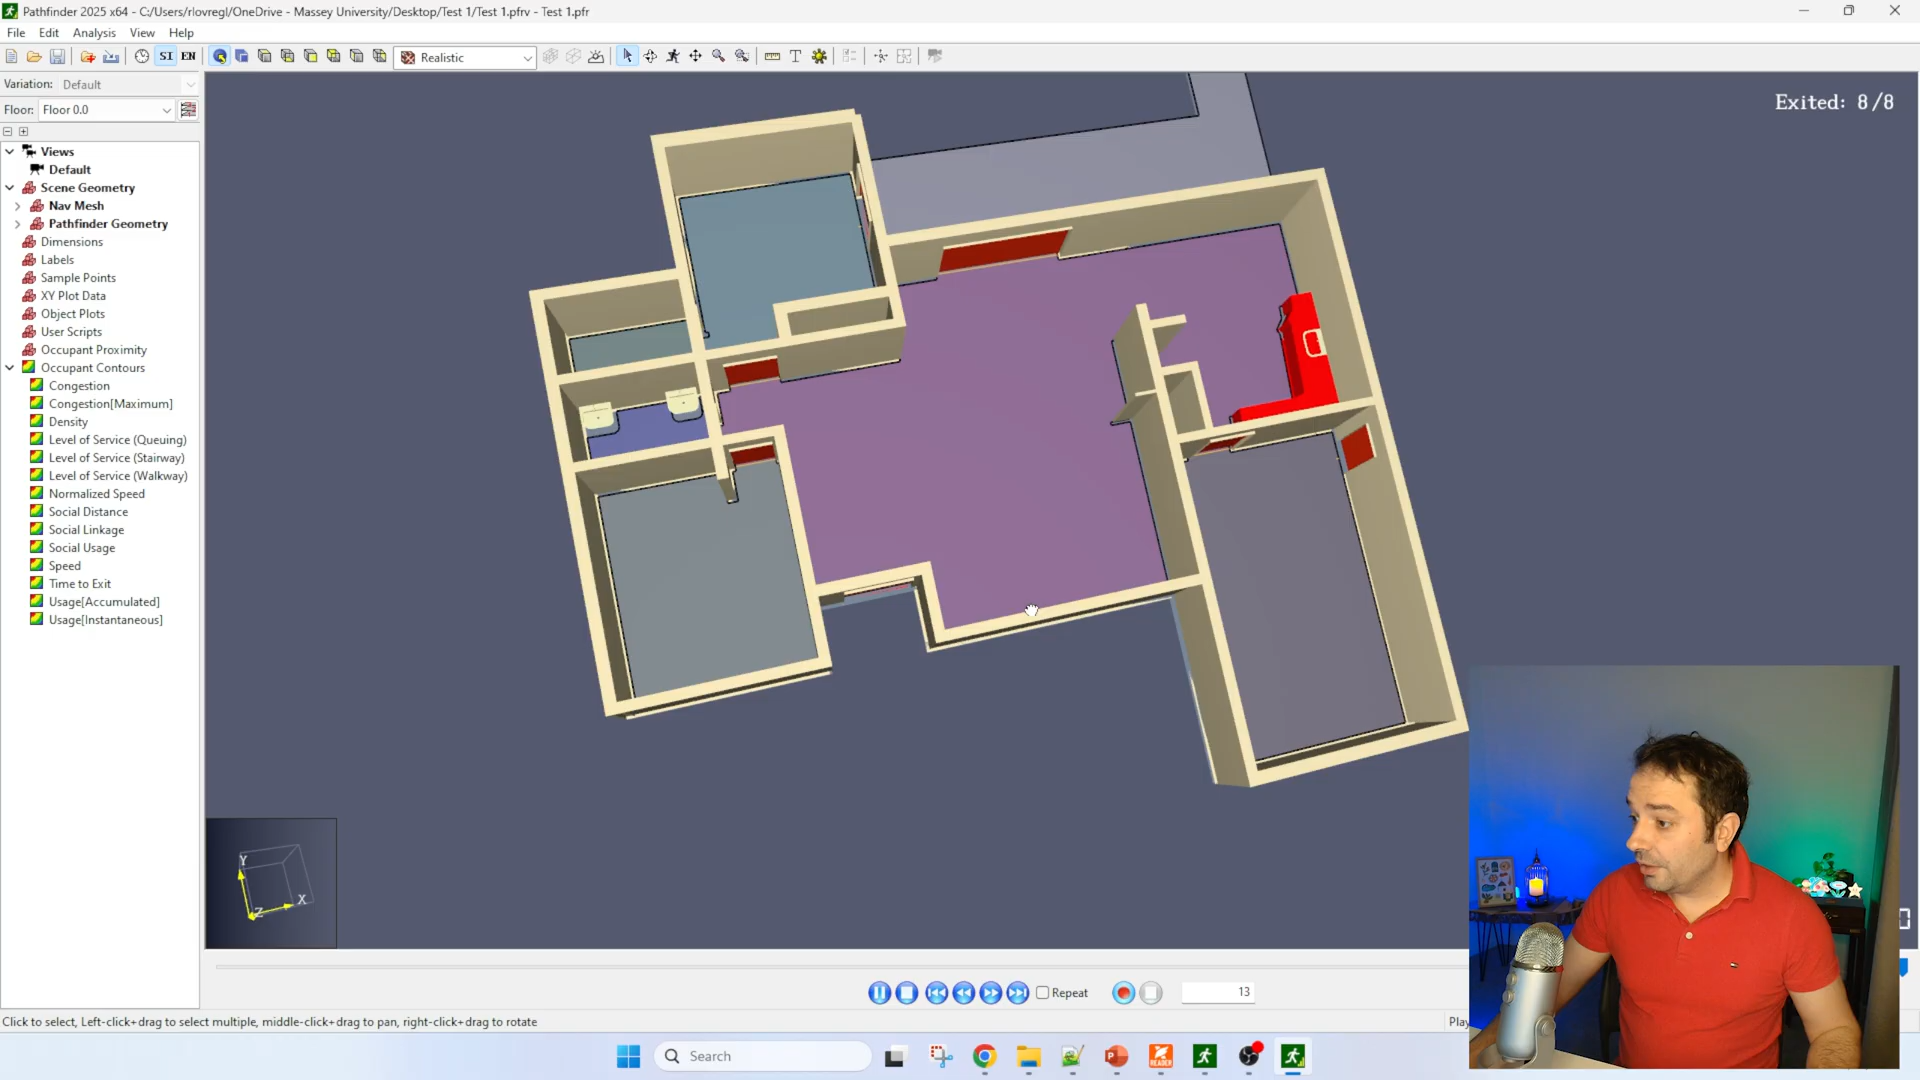 Pathfinder 2025 x64 - C:/Users/rlovregl/OneDrive - Massey University/Desktop/Test 1/Test 1.pfrv - Test 1.pfr
File Edit Analysis View Help
SI EN Realistic
Variation: Default
Floor: Floor 0.0
Exited: 8/8
Views
Default
Scene Geometry
Nav Mesh
Pathfinder Geometry
Dimensions
Labels
Sample Points
XY Plot Data
Object Plots
User Scripts
Occupant Proximity
Occupant Contours
Congestion
Congestion[Maximum]
Density
Level of Service (Queuing)
Level of Service (Stairway)
Level of Service (Walkway)
Normalized Speed
Social Distance
Social Linkage
Social Usage
Speed
Time to Exit
Usage[Accumulated]
Usage[Instantaneous]
Y
X
Z
Repeat 13
Click to select, Left-click+drag to select multiple, middle-click+drag to pan, right-click+drag to rotate
Play
Search
READER